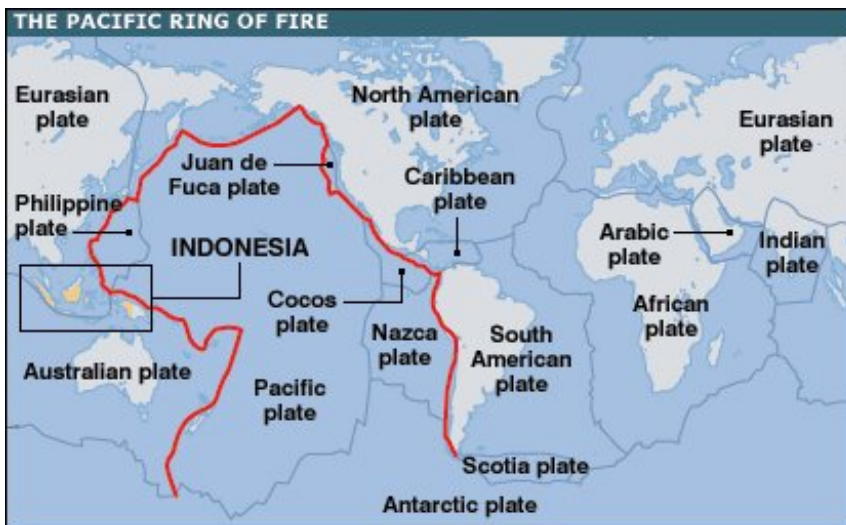 THE PACIFIC RING OF FIRE
Eurasian
plate
North American
plate
Eurasian
plate
Juan de
Fuca plate
Caribbean
plate
Philippine
plate
INDONESIA
Arabic
plate
Indian
plate
Cocos
plate
African
plate
Nazca
plate
South
American
plate
Australian plate
Pacific
plate
Scotia plate
Antarctic plate